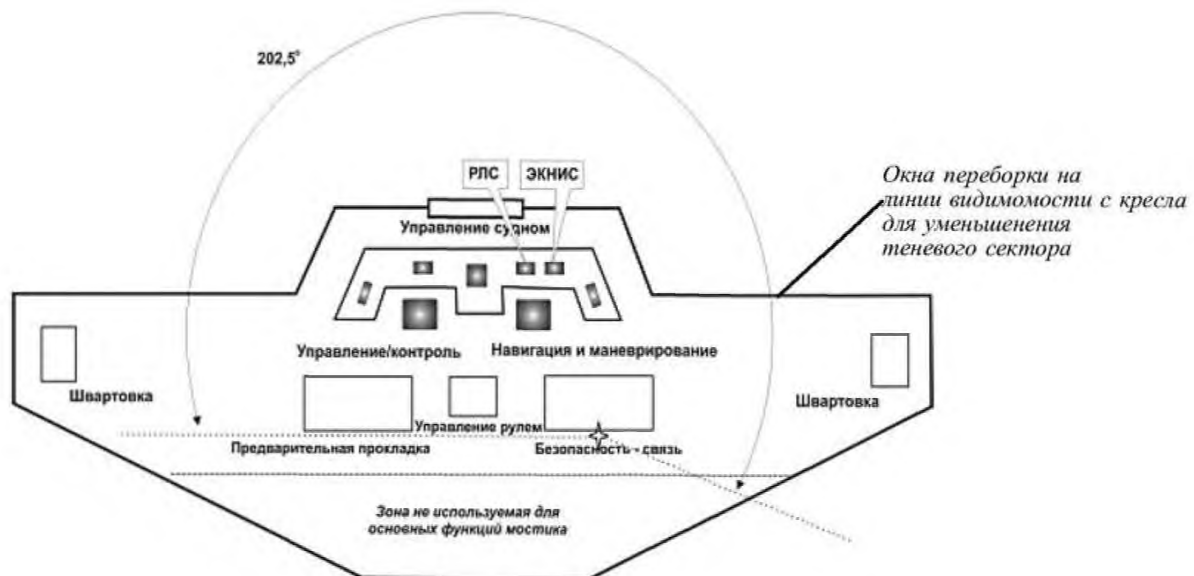 202,5°
РЛС
ЭКНИС
Управление судном
Окна переборки на
линии видимомости с кресла
для уменьшенения
теневого сектора
Управление/контроль
Навигация и маневрирование
Швартовка
Швартовка
Управление рулем
Предварительная прокладка
Безопасность - связь
Зона не используемая для
основных функций мостика